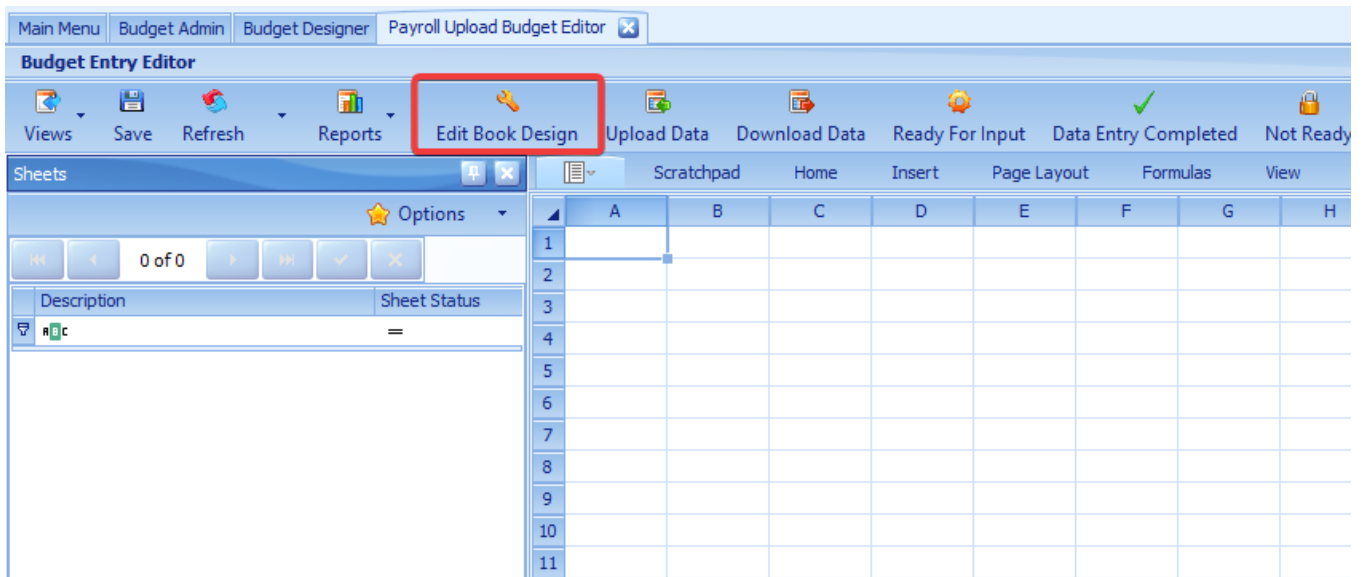 Main Menu Budget Admin Budget Designer Payroll Upload Budget Editor
Budget Entry Editor
Views Save Refresh Reports Edit Book Design Upload Data Download Data Ready For Input Data Entry Completed Not Ready
Sheets
Scratchpad Home Insert Page Layout Formulas View
Options
A B C D E F G H
0 of 0
Description Sheet Status
ABC =
1
2
3
4
5
6
7
8
9
10
11